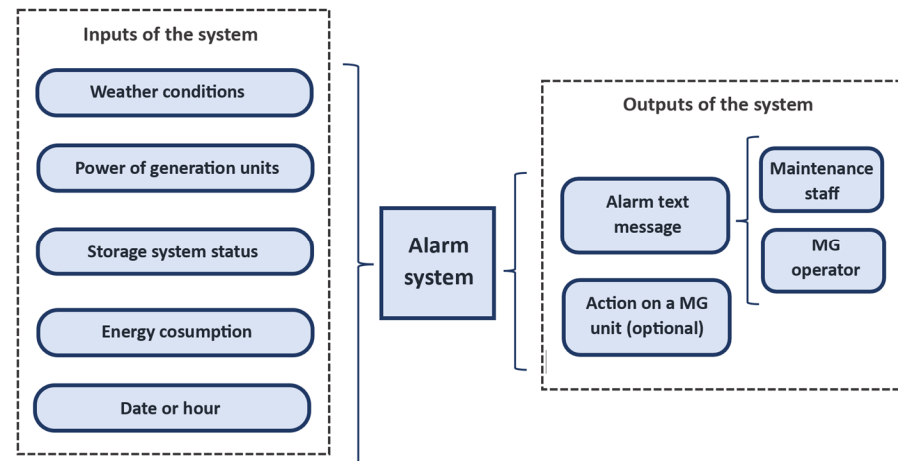 Inputs of the system
Weather conditions
Power of generation units
Storage system status
Energy cosumption
Date or hour
Alarm
system
Outputs of the system
Alarm text
message
Action on a MG
unit (optional)
Maintenance
staff
MG
operator